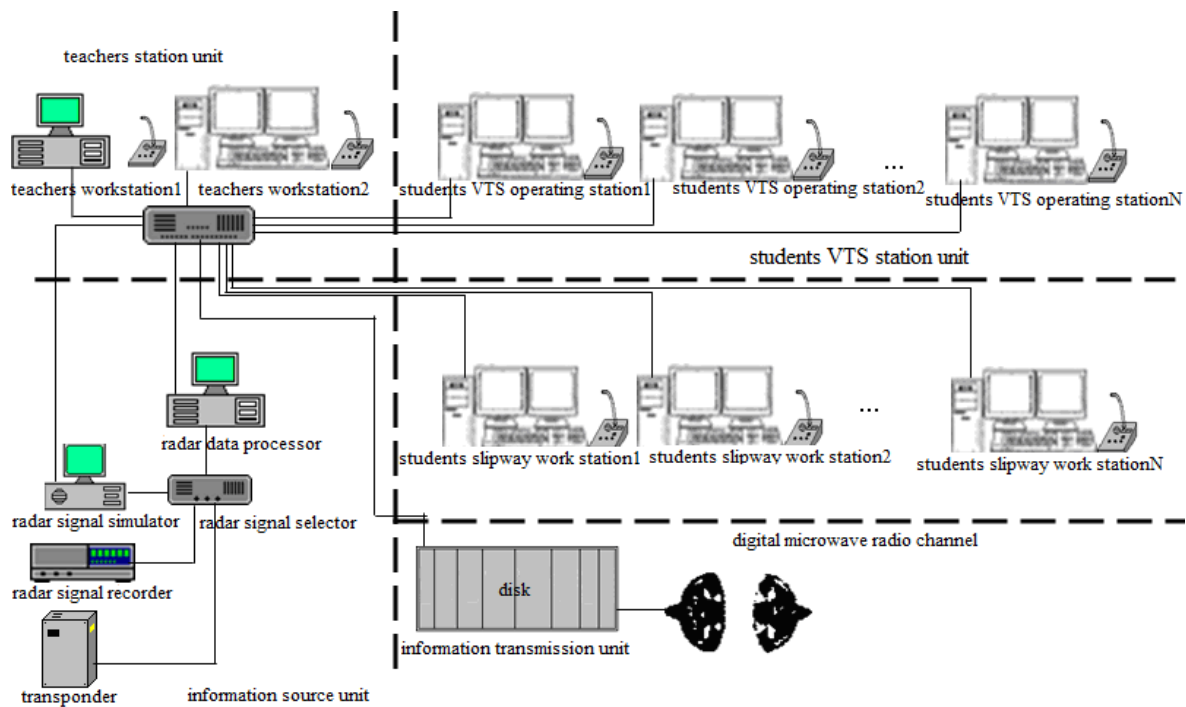 teachers station unit
teachers workstation1
teachers workstation2
students VTS operating station1
students VTS operating station2
...
students VTS operating stationN
students VTS station unit
radar data processor
radar signal simulator
radar signal selector
radar signal recorder
transponder
information source unit
students slipway work station1
students slipway work station2
...
students slipway work stationN
digital microwave radio channel
disk
information transmission unit